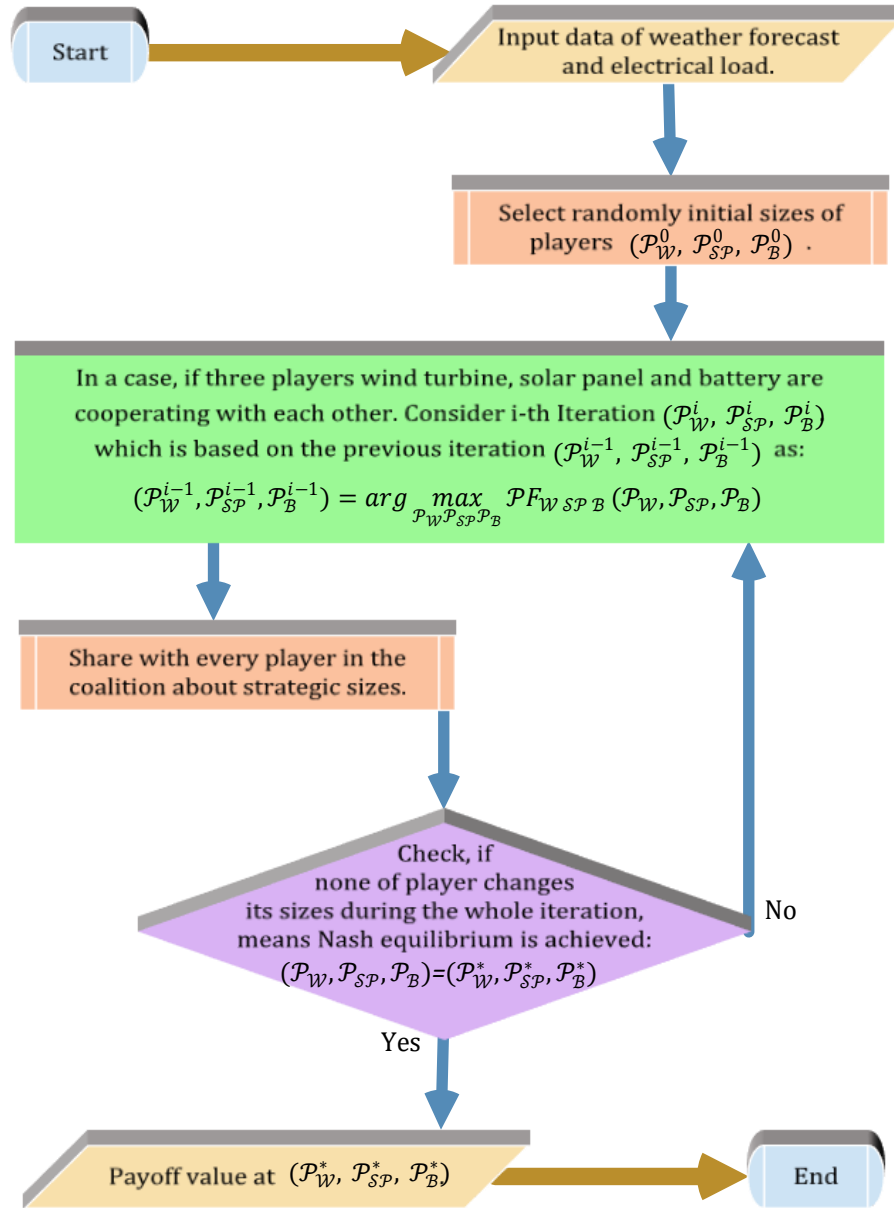 Start
Input data of weather forecast
and electrical load.
Select randomly initial sizes of
players (𝒫_𝒲^0, 𝒫_𝒮𝒫^0, 𝒫_ℬ^0) .
In a case, if three players wind turbine, solar panel and battery are
cooperating with each other. Consider i-th Iteration (𝒫_𝒲^i, 𝒫_𝒮𝒫^i, 𝒫_ℬ^i)
which is based on the previous iteration (𝒫_𝒲^{i−1}, 𝒫_𝒮𝒫^{i−1}, 𝒫_ℬ^{i−1}) as:
(𝒫_𝒲^{i−1}, 𝒫_𝒮𝒫^{i−1}, 𝒫_ℬ^{i−1}) = arg max_{𝒫_𝒲𝒫_𝒮𝒫𝒫_ℬ} 𝒫F_{𝒲 𝒮𝒫 ℬ} (𝒫_𝒲, 𝒫_𝒮𝒫, 𝒫_ℬ)
Share with every player in the
coalition about strategic sizes.
Check, if
none of player changes
its sizes during the whole iteration,
means Nash equilibrium is achieved:
(𝒫_𝒲, 𝒫_𝒮𝒫, 𝒫_ℬ)=(𝒫_𝒲^*, 𝒫_𝒮𝒫^*, 𝒫_ℬ^*)
No
Yes
Payoff value at (𝒫_𝒲^*, 𝒫_𝒮𝒫^*, 𝒫_ℬ^*)
End